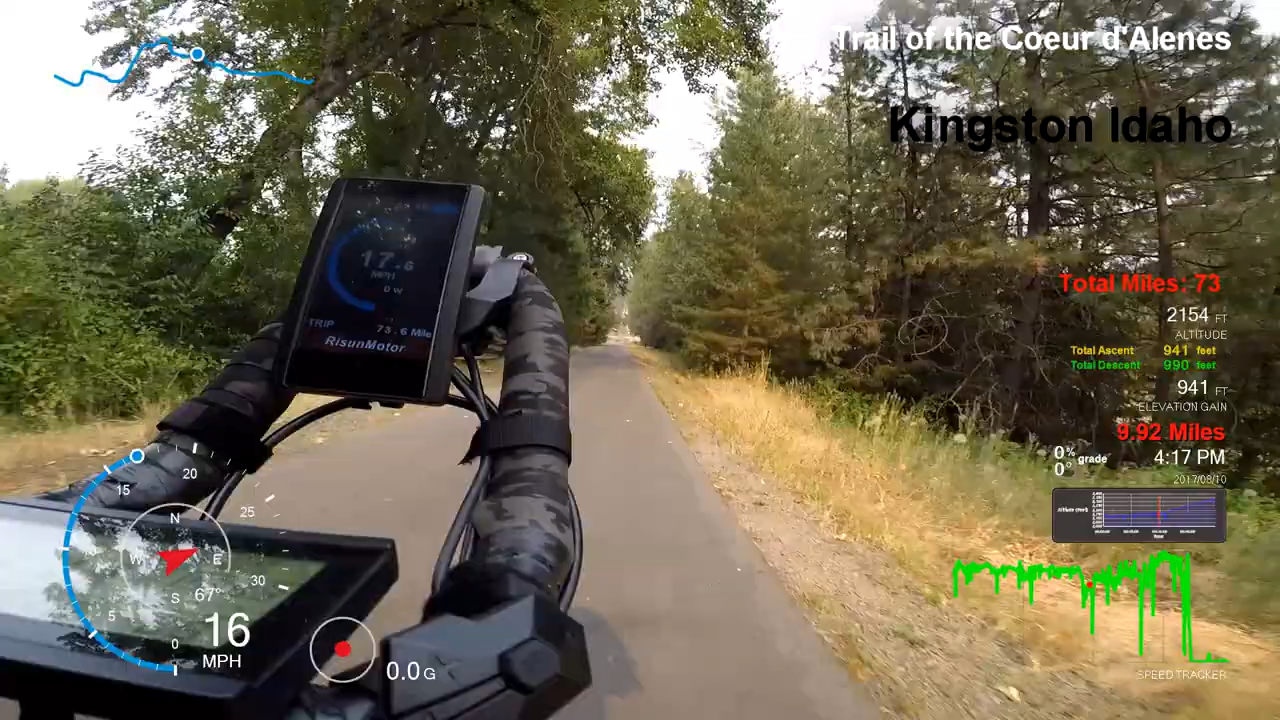 Trail of the Coeur d'Alenes
Kingston Idaho
17.6
MPH
0 W
TRIP
73.6 Mile
RisunMotor
Total Miles: 73
2154 FT
ALTITUDE
Total Ascent 941 feet
Total Descent 990 feet
941 FT
ELEVATION GAIN
9.92 Miles
0% grade
0°
4:17 PM
2017/08/10
SPEED TRACKER
0
5
15
20
25
30
N
W E
S
67°
16
MPH
0.0G